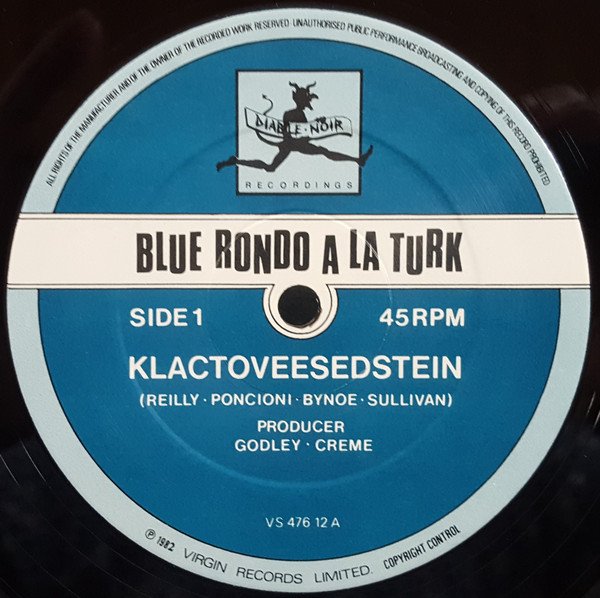 ALL RIGHTS OF THE MANUFACTURER AND OF THE OWNER OF THE RECORDED WORK RESERVED · UNAUTHORISED PUBLIC PERFORMANCE BROADCASTING AND COPYING OF THIS RECORD PROHIBITED
DIABLE · NOIR
RECORDINGS
BLUE RONDO A LA TURK
SIDE 1 45 RPM
KLACTOVEESEDSTEIN
(REILLY · PONCIONI · BYNOE · SULLIVAN)
PRODUCER
GODLEY · CREME
VS 476 12 A
℗ 1982 VIRGIN RECORDS LIMITED. COPYRIGHT CONTROL